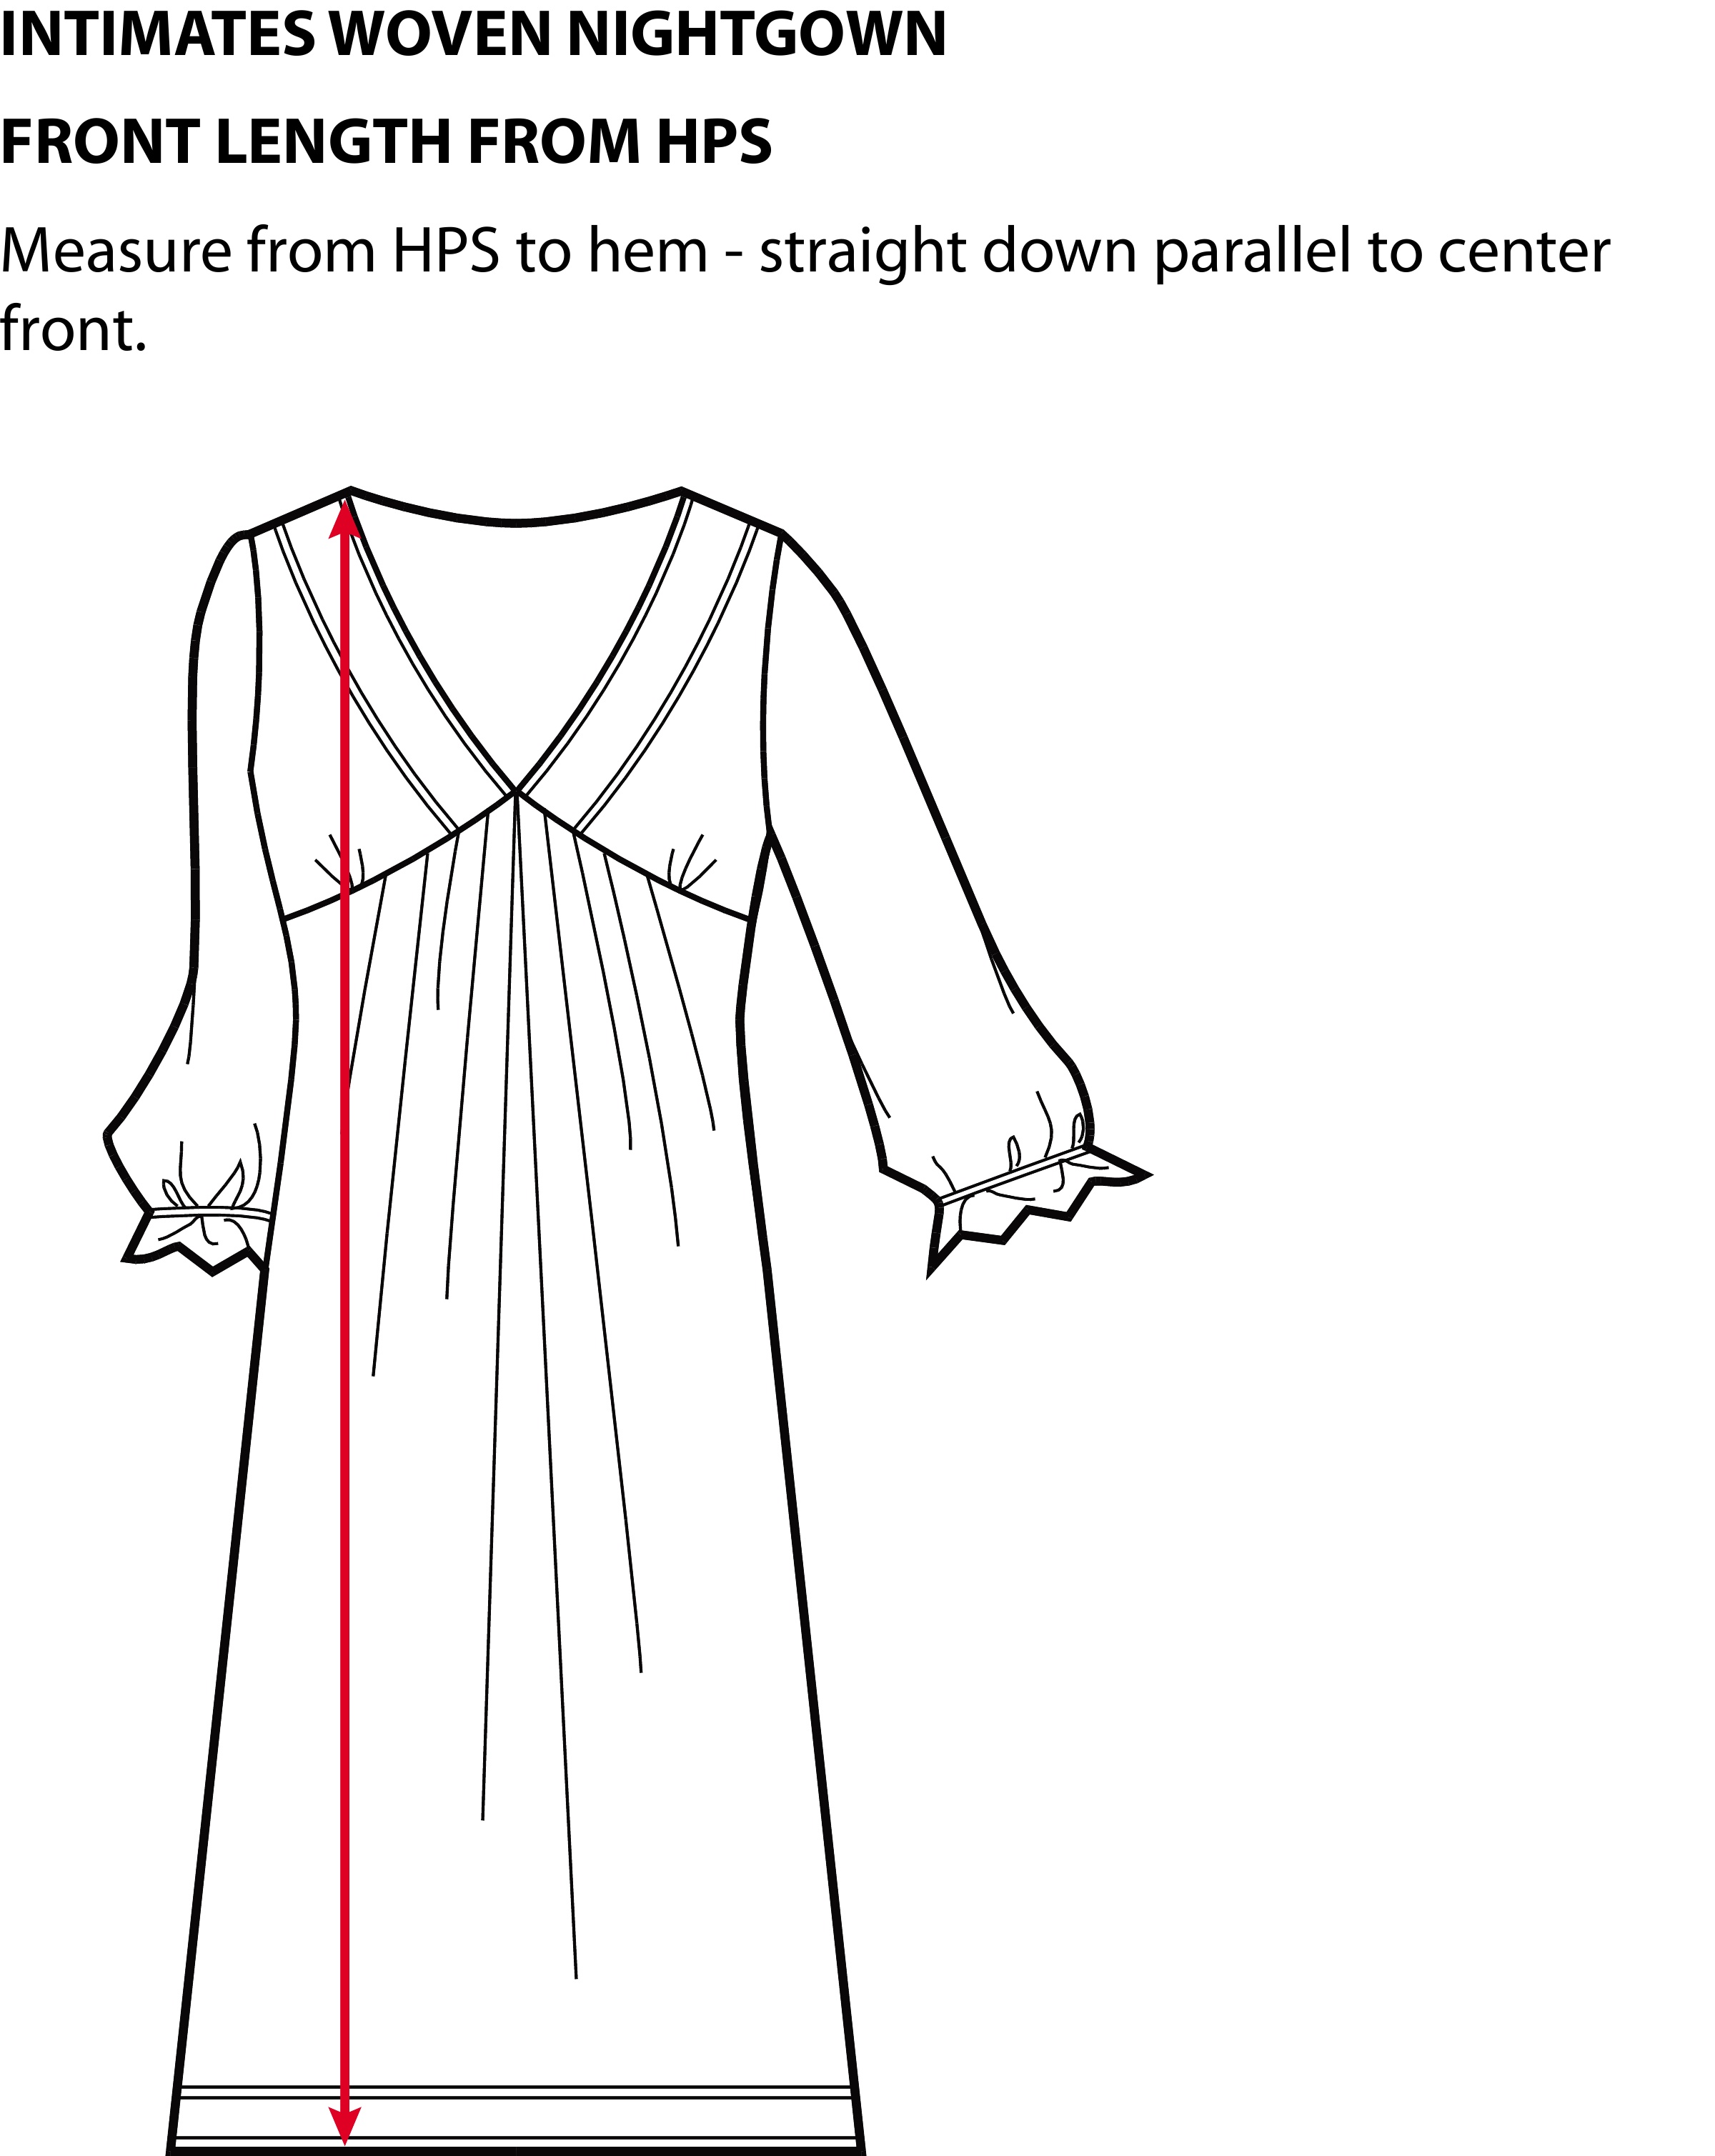 INTIMATES WOVEN NIGHTGOWN
FRONT LENGTH FROM HPS
Measure from HPS to hem - straight down parallel to center
front.